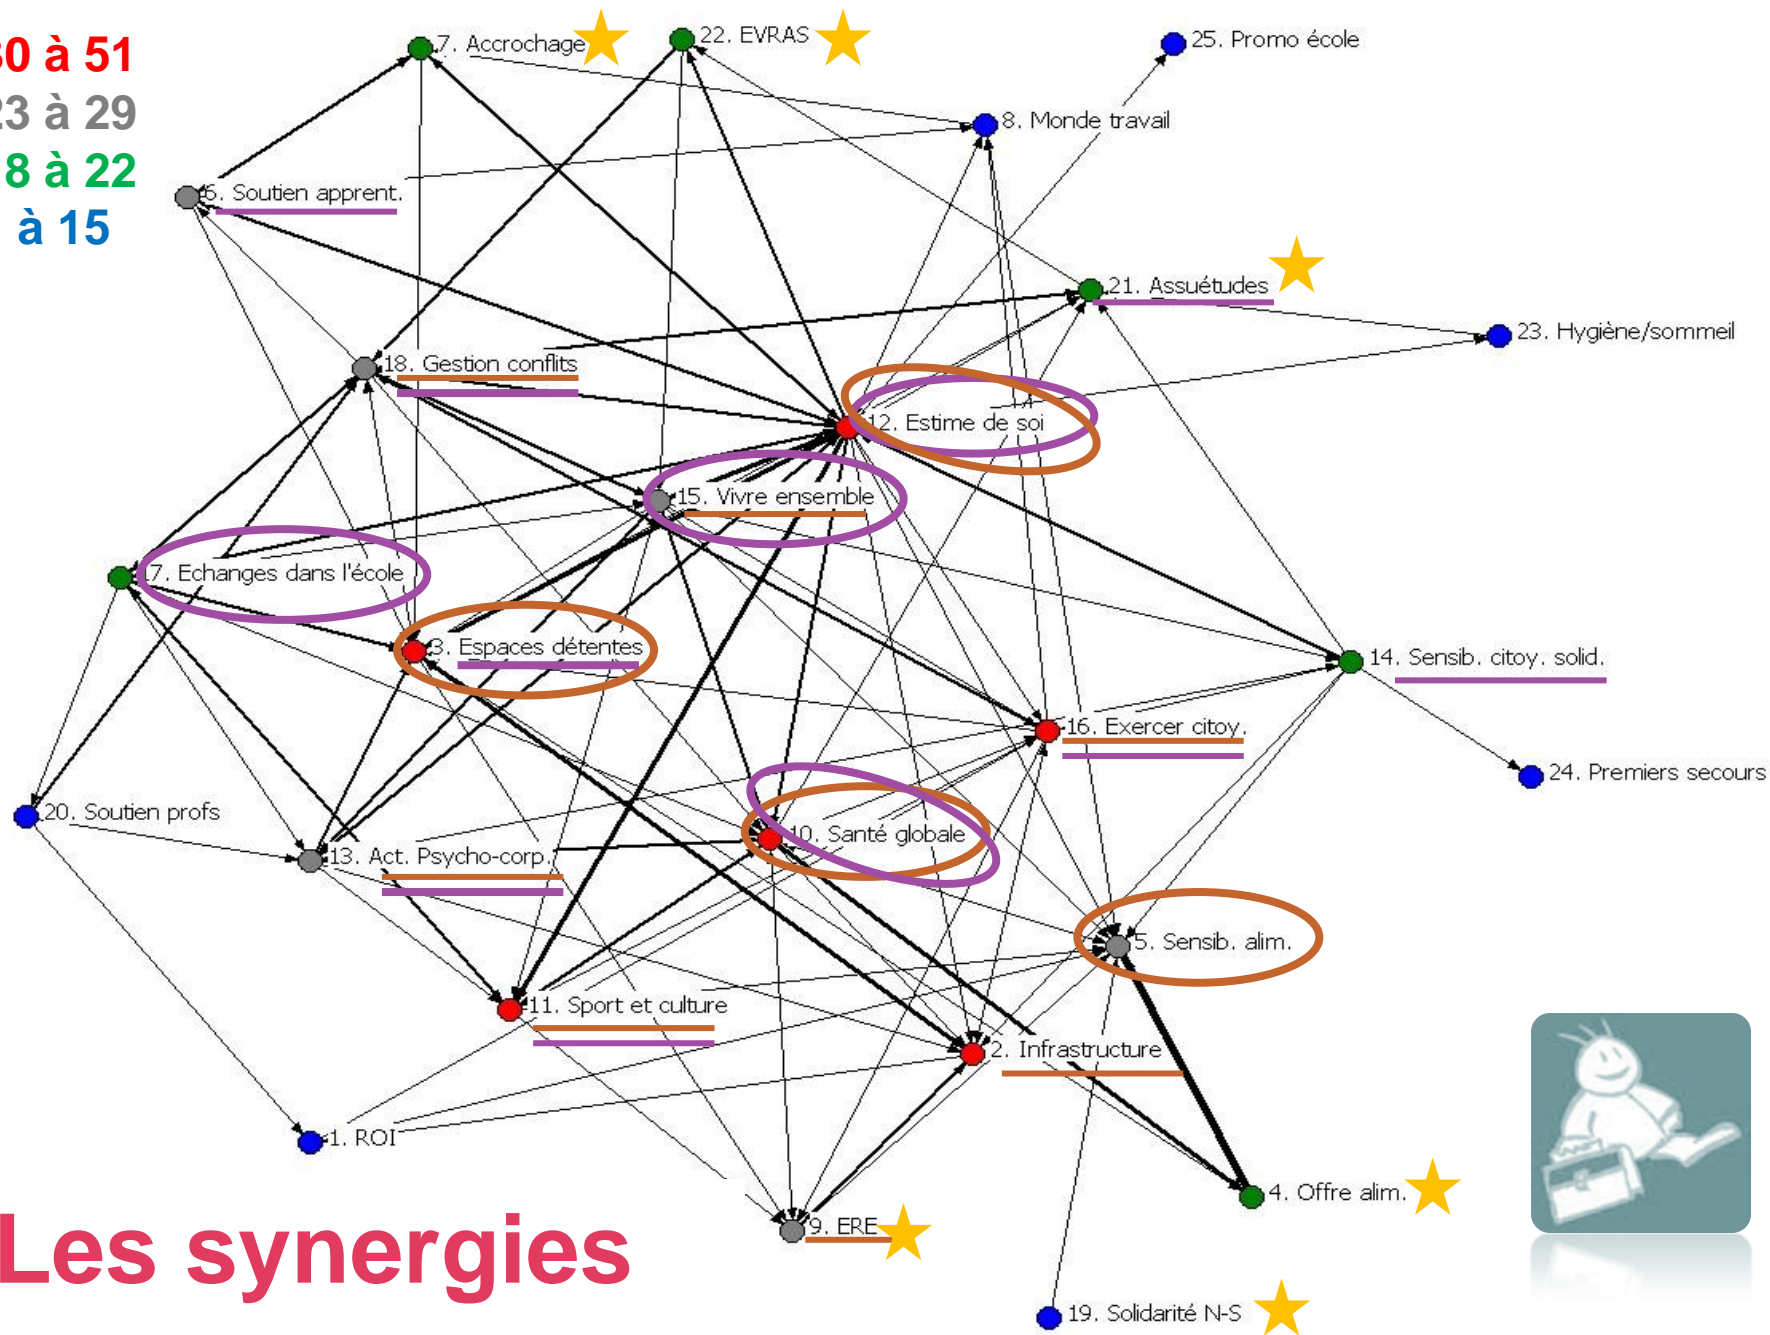 30 à 51
23 à 29
8 à 22
à 15
7. Accrochage
22. EVRAS
25. Promo école
8. Monde travail
6. Soutien apprent.
21. Assuétudes
23. Hygiène/sommeil
18. Gestion conflits
12. Estime de soi
15. Vivre ensemble
17. Echanges dans l'école
3. Espaces détentes
14. Sensib. citoy. solid.
16. Exercer citoy.
24. Premiers secours
20. Soutien profs
10. Santé globale
13. Act. Psycho-corp.
5. Sensib. alim.
11. Sport et culture
2. Infrastructure
1. ROI
4. Offre alim.
9. ERE
Les synergies
19. Solidarité N-S